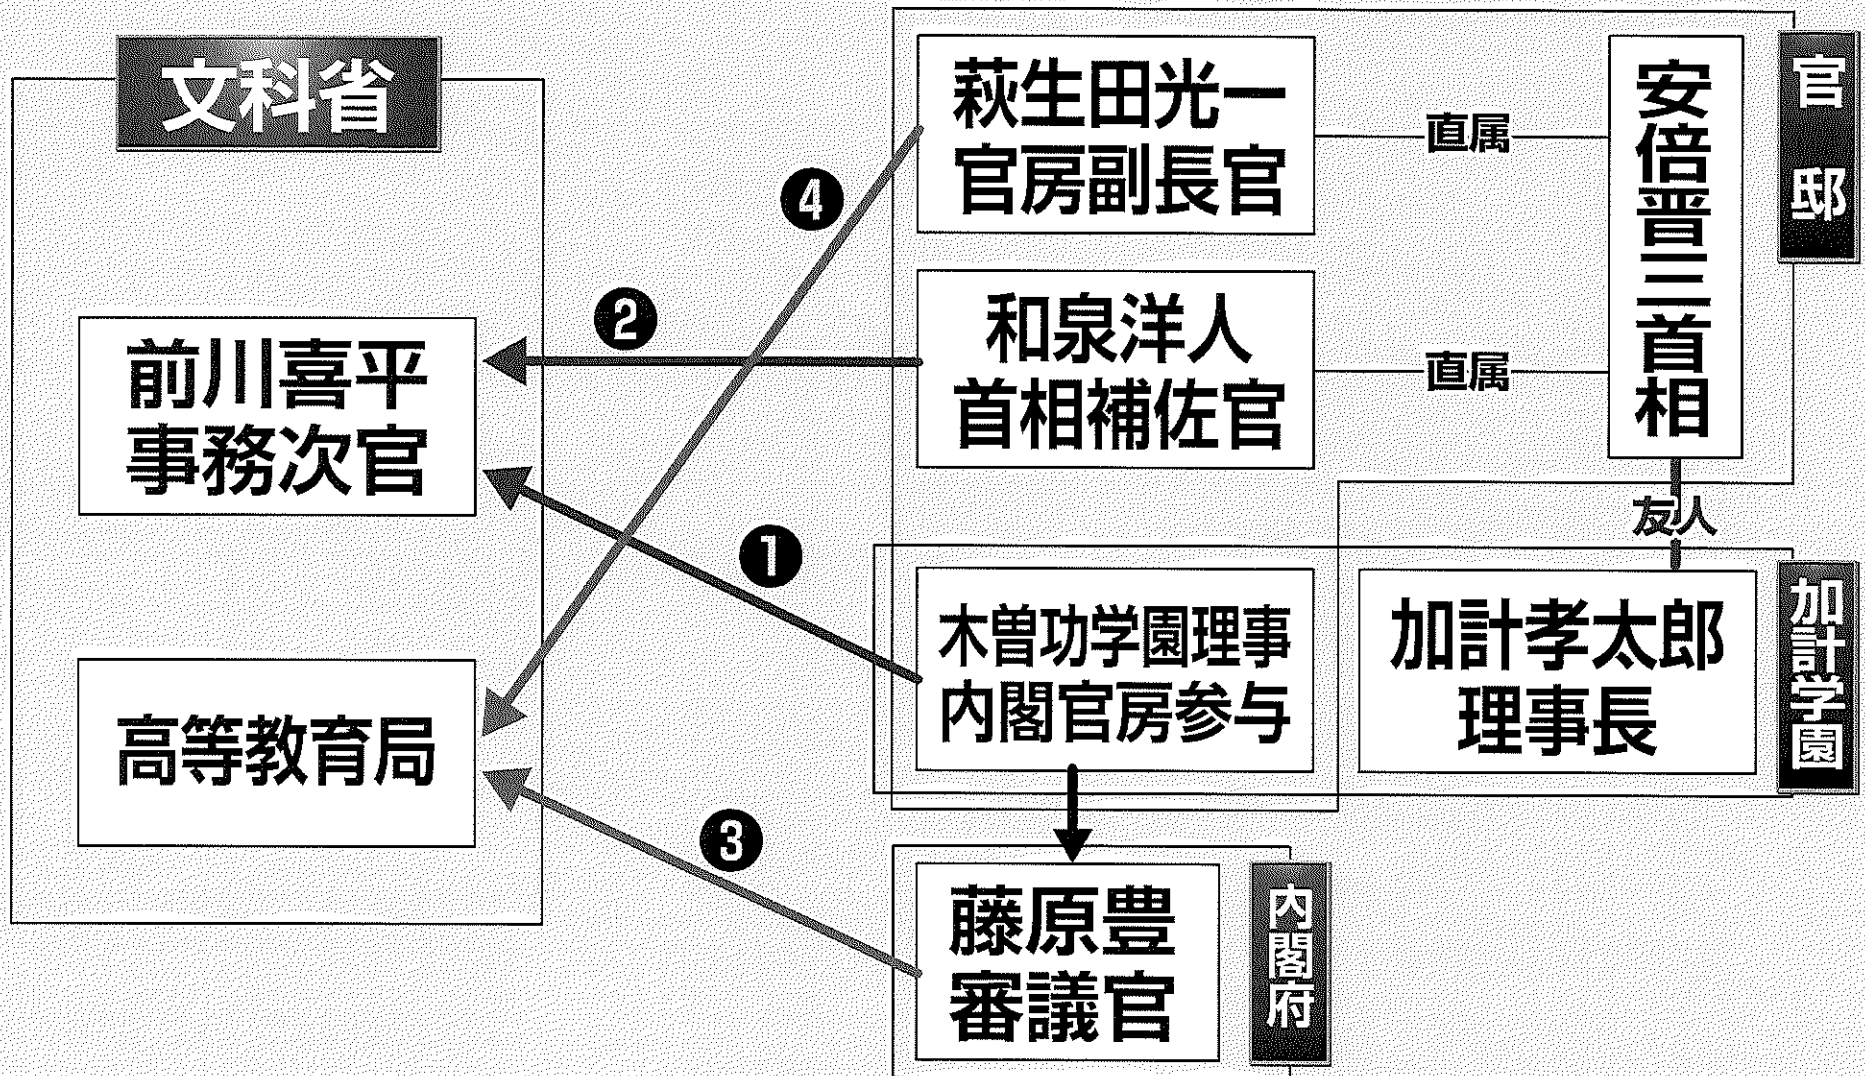 文科省
前川喜平
事務次官
高等教育局
❹
❷
❶
❸
官邸
萩生田光一
官房副長官
直属
安倍晋三首相
和泉洋人
首相補佐官
直属
友人
加計学園
木曽功学園理事
内閣官房参与
加計孝太郎
理事長
内閣府
藤原豊
審議官